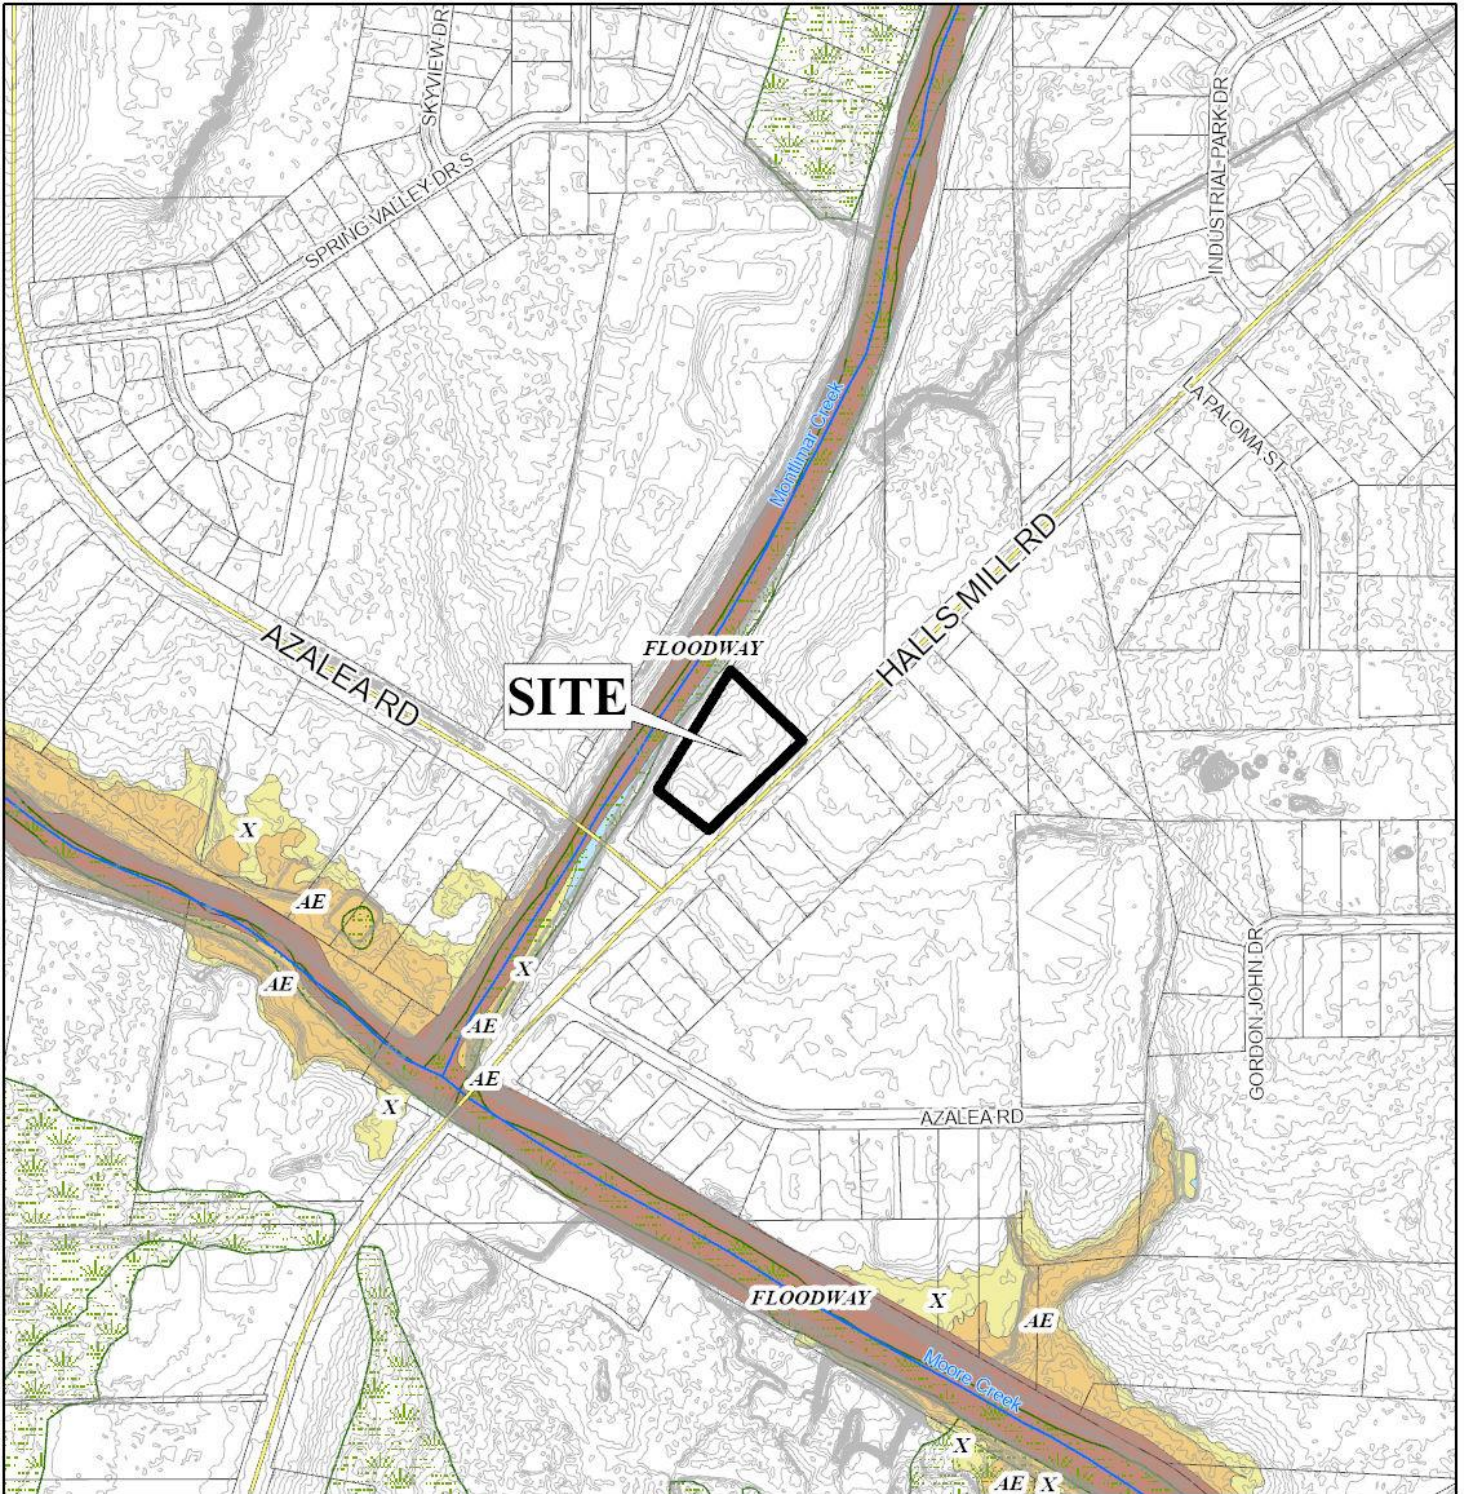 SKYVIEW DR
SPRING VALLEY DR S
INDUSTRIAL PARK DR
LA PALOMA ST
Montlimar Creek
HALLS MILL RD
AZALEA RD
FLOODWAY
SITE
X
AE
AE
X
AE
AE
X
GORDON JOHN DR
AZALEA RD
FLOODWAY
X
AE
Moore Creek
X
AE
X